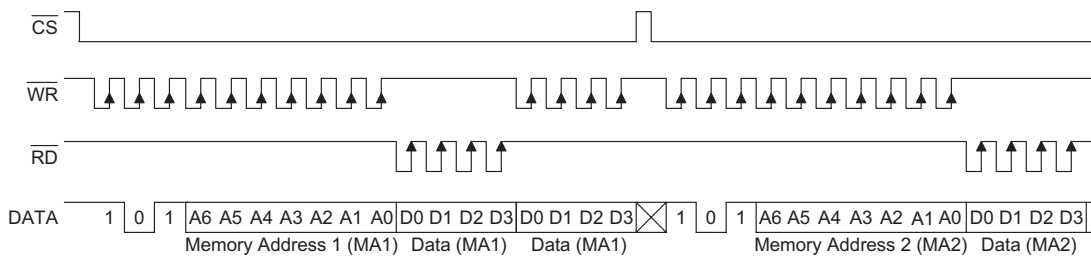 CS
WR
RD
DATA 1 0 1 A6 A5 A4 A3 A2 A1 A0 D0 D1 D2 D3 D0 D1 D2 D3 1 0 1 A6 A5 A4 A3 A2 A1 A0 D0 D1 D2 D3
Memory Address 1 (MA1) Data (MA1) Data (MA1) Memory Address 2 (MA2) Data (MA2)